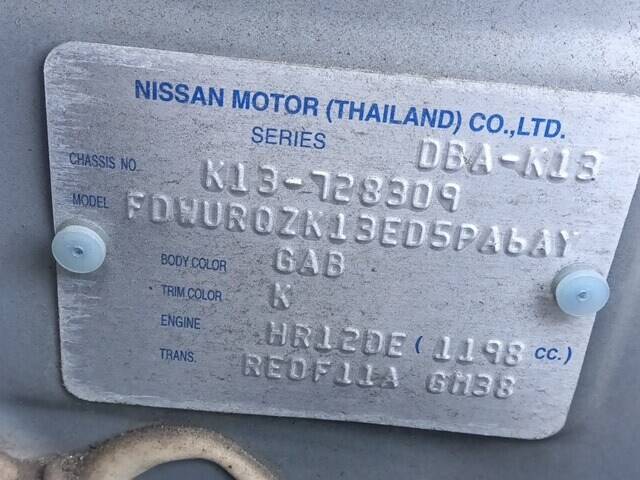 NISSAN MOTOR (THAILAND) CO.,LTD.
SERIES DBA-K13
CHASSIS NO. K13-728309
MODEL FDWURQZK13ED5PA6AY
BODY COLOR GAB
TRIM COLOR K
ENGINE HR12DE (1198 CC.)
TRANS. RE0F11A GM38